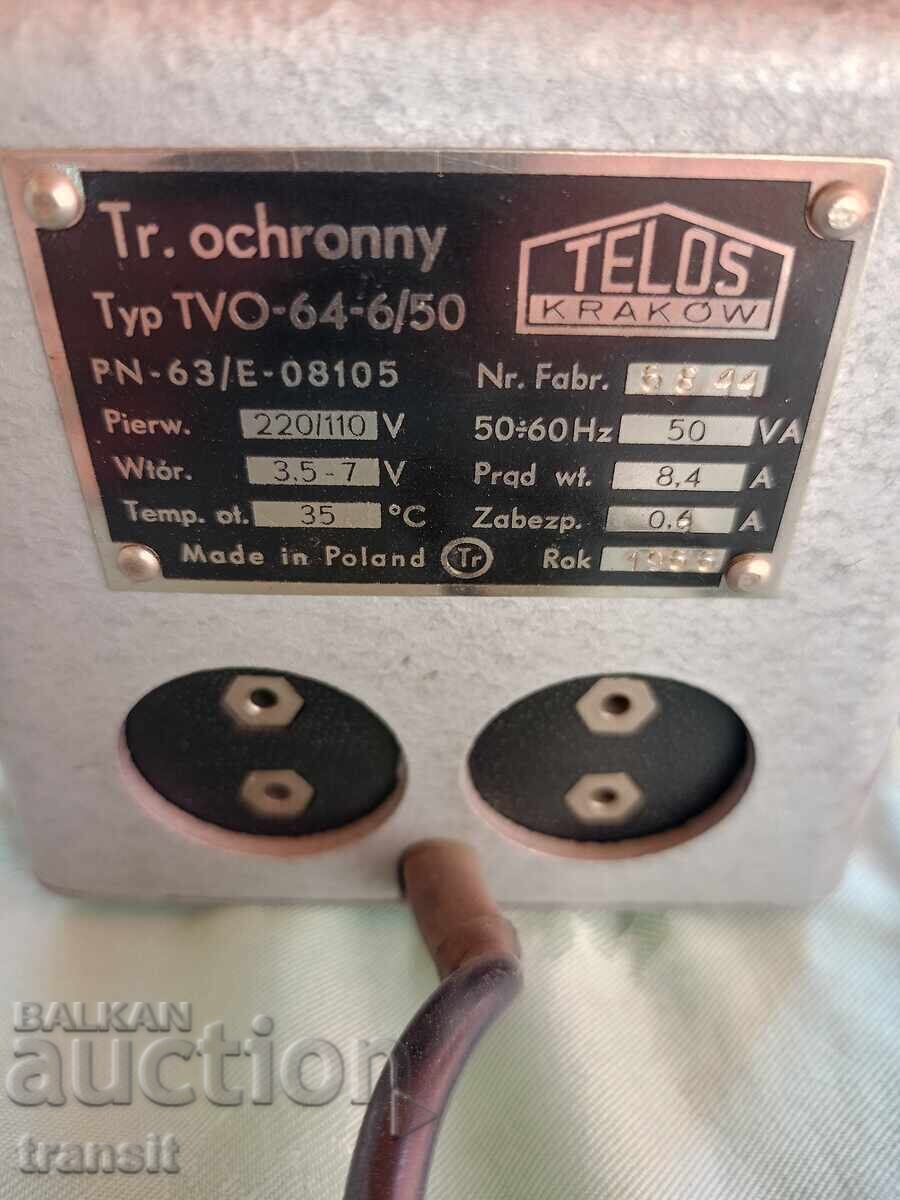 Tr. ochronny
TELOS
KRAKÓW
Typ TVO-64-6/50
PN-63/E-08105
Nr. Fabr. 6844
Pierw. 220/110 V
50÷60Hz 50 VA
Wtór. 3,5-7 V
Prąd wt. 8,4 A
Temp. ot. 35 °C
Zabezp. 0,6 A
Made in Poland Tr
Rok
BALKAN
auction
transit